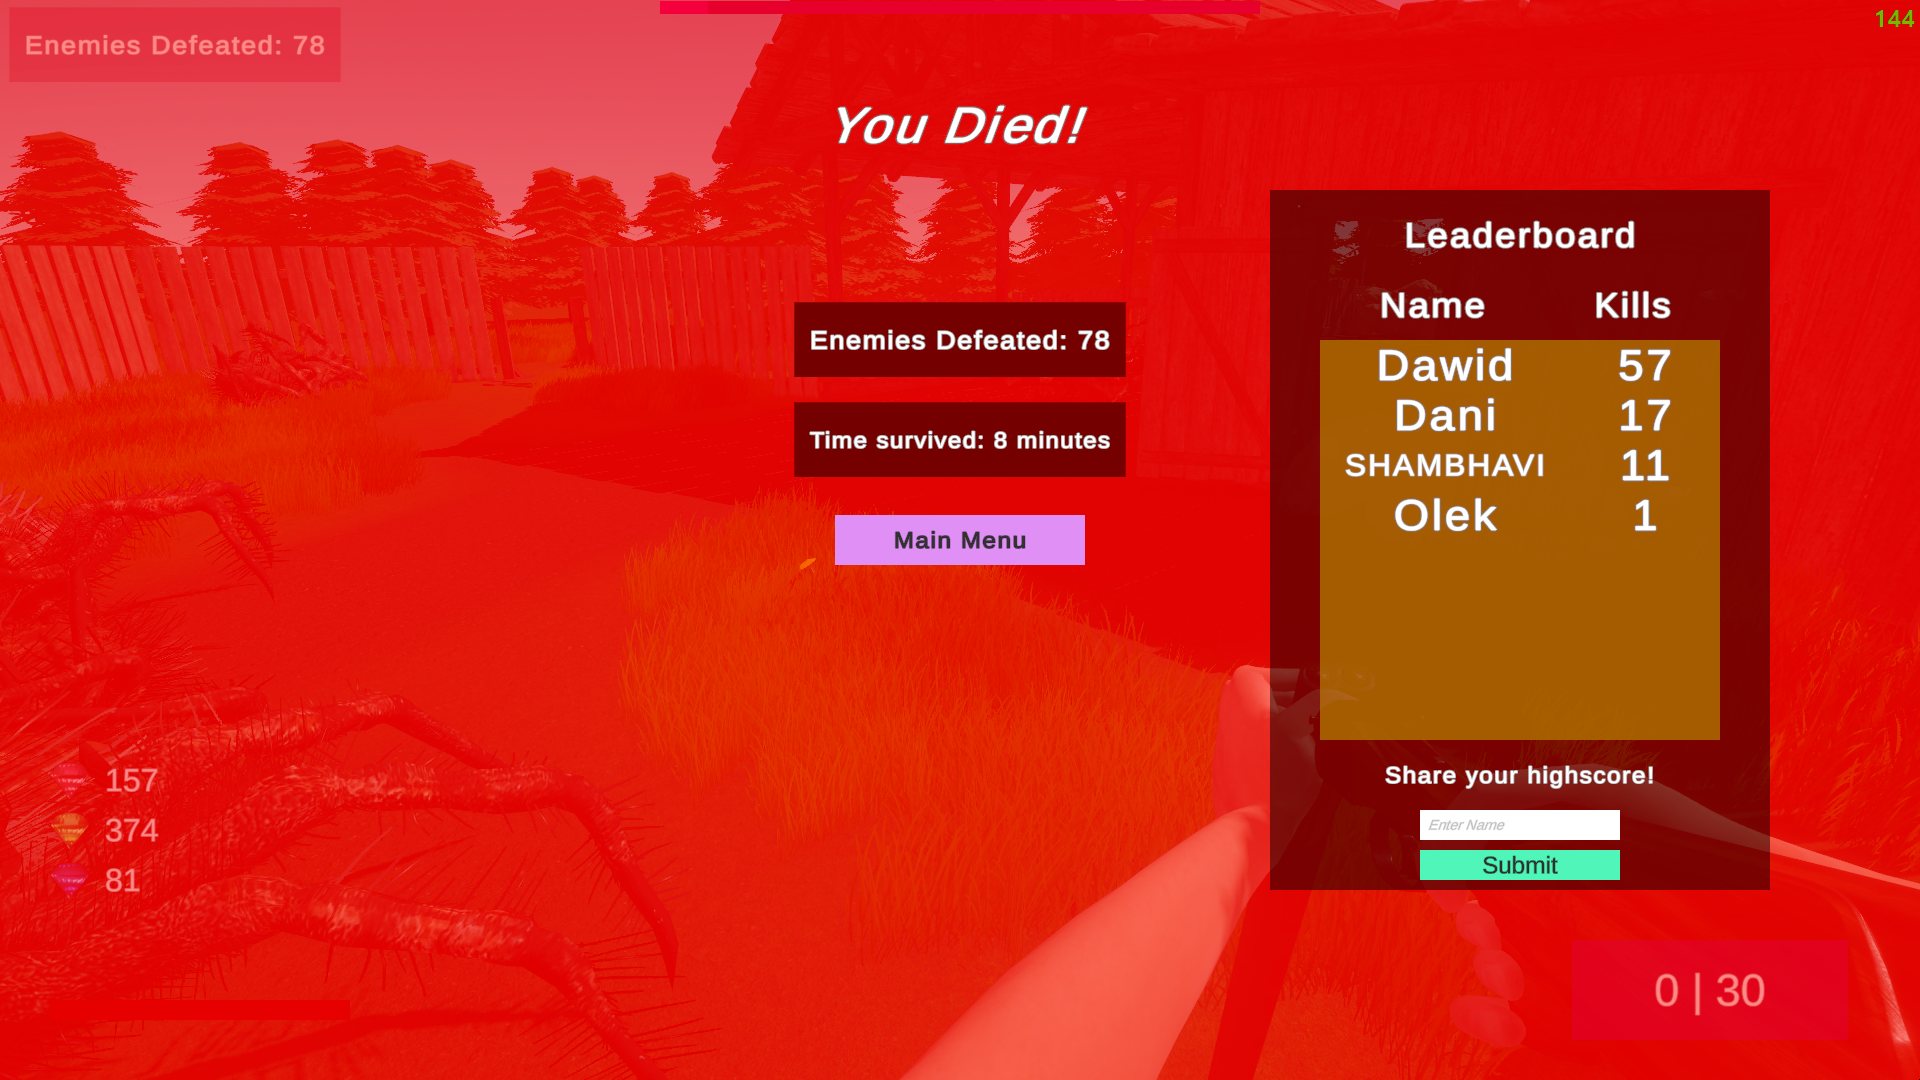 144
Enemies Defeated: 78
You Died!
Enemies Defeated: 78
Time survived: 8 minutes
Main Menu
Leaderboard
Name Kills
Dawid 57
Dani 17
SHAMBHAVI 11
Olek 1
Share your highscore!
Enter Name
Submit
157
374
81
0 | 30